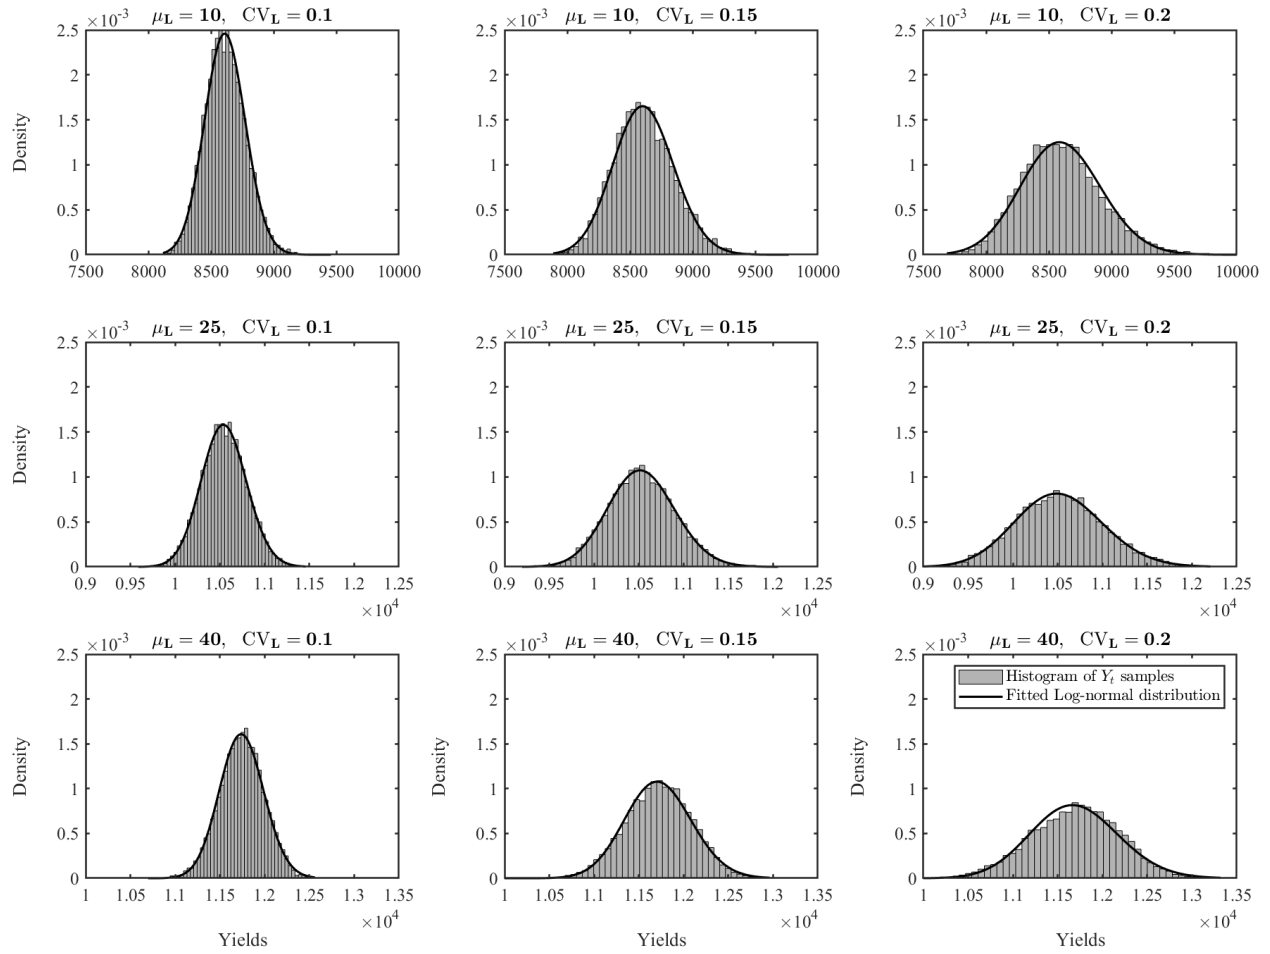 μL = 10, CVL = 0.1
×10-3
2.5
2
1.5
1
0.5
0
Density
7500 8000 8500 9000 9500 10000
μL = 10, CVL = 0.15
×10-3
2.5
2
1.5
1
0.5
0
7500 8000 8500 9000 9500 10000
μL = 10, CVL = 0.2
×10-3
2.5
2
1.5
1
0.5
0
7500 8000 8500 9000 9500 10000
μL = 25, CVL = 0.1
×10-3
2.5
2
1.5
1
0.5
0
Density
0.9 0.95 1 1.05 1.1 1.15 1.2 1.25
×104
μL = 25, CVL = 0.15
×10-3
2.5
2
1.5
1
0.5
0
0.9 0.95 1 1.05 1.1 1.15 1.2 1.25
×104
μL = 25, CVL = 0.2
×10-3
2.5
2
1.5
1
0.5
0
0.9 0.95 1 1.05 1.1 1.15 1.2 1.25
×104
μL = 40, CVL = 0.1
×10-3
2.5
2
1.5
1
0.5
0
Density
1 1.05 1.1 1.15 1.2 1.25 1.3 1.35
×104
Yields
μL = 40, CVL = 0.15
×10-3
2.5
2
1.5
1
0.5
0
Density
1 1.05 1.1 1.15 1.2 1.25 1.3 1.35
×104
Yields
μL = 40, CVL = 0.2
×10-3
2.5
2
1.5
1
0.5
0
Density
Histogram of Yt samples
Fitted Log-normal distribution
1 1.05 1.1 1.15 1.2 1.25 1.3 1.35
×104
Yields